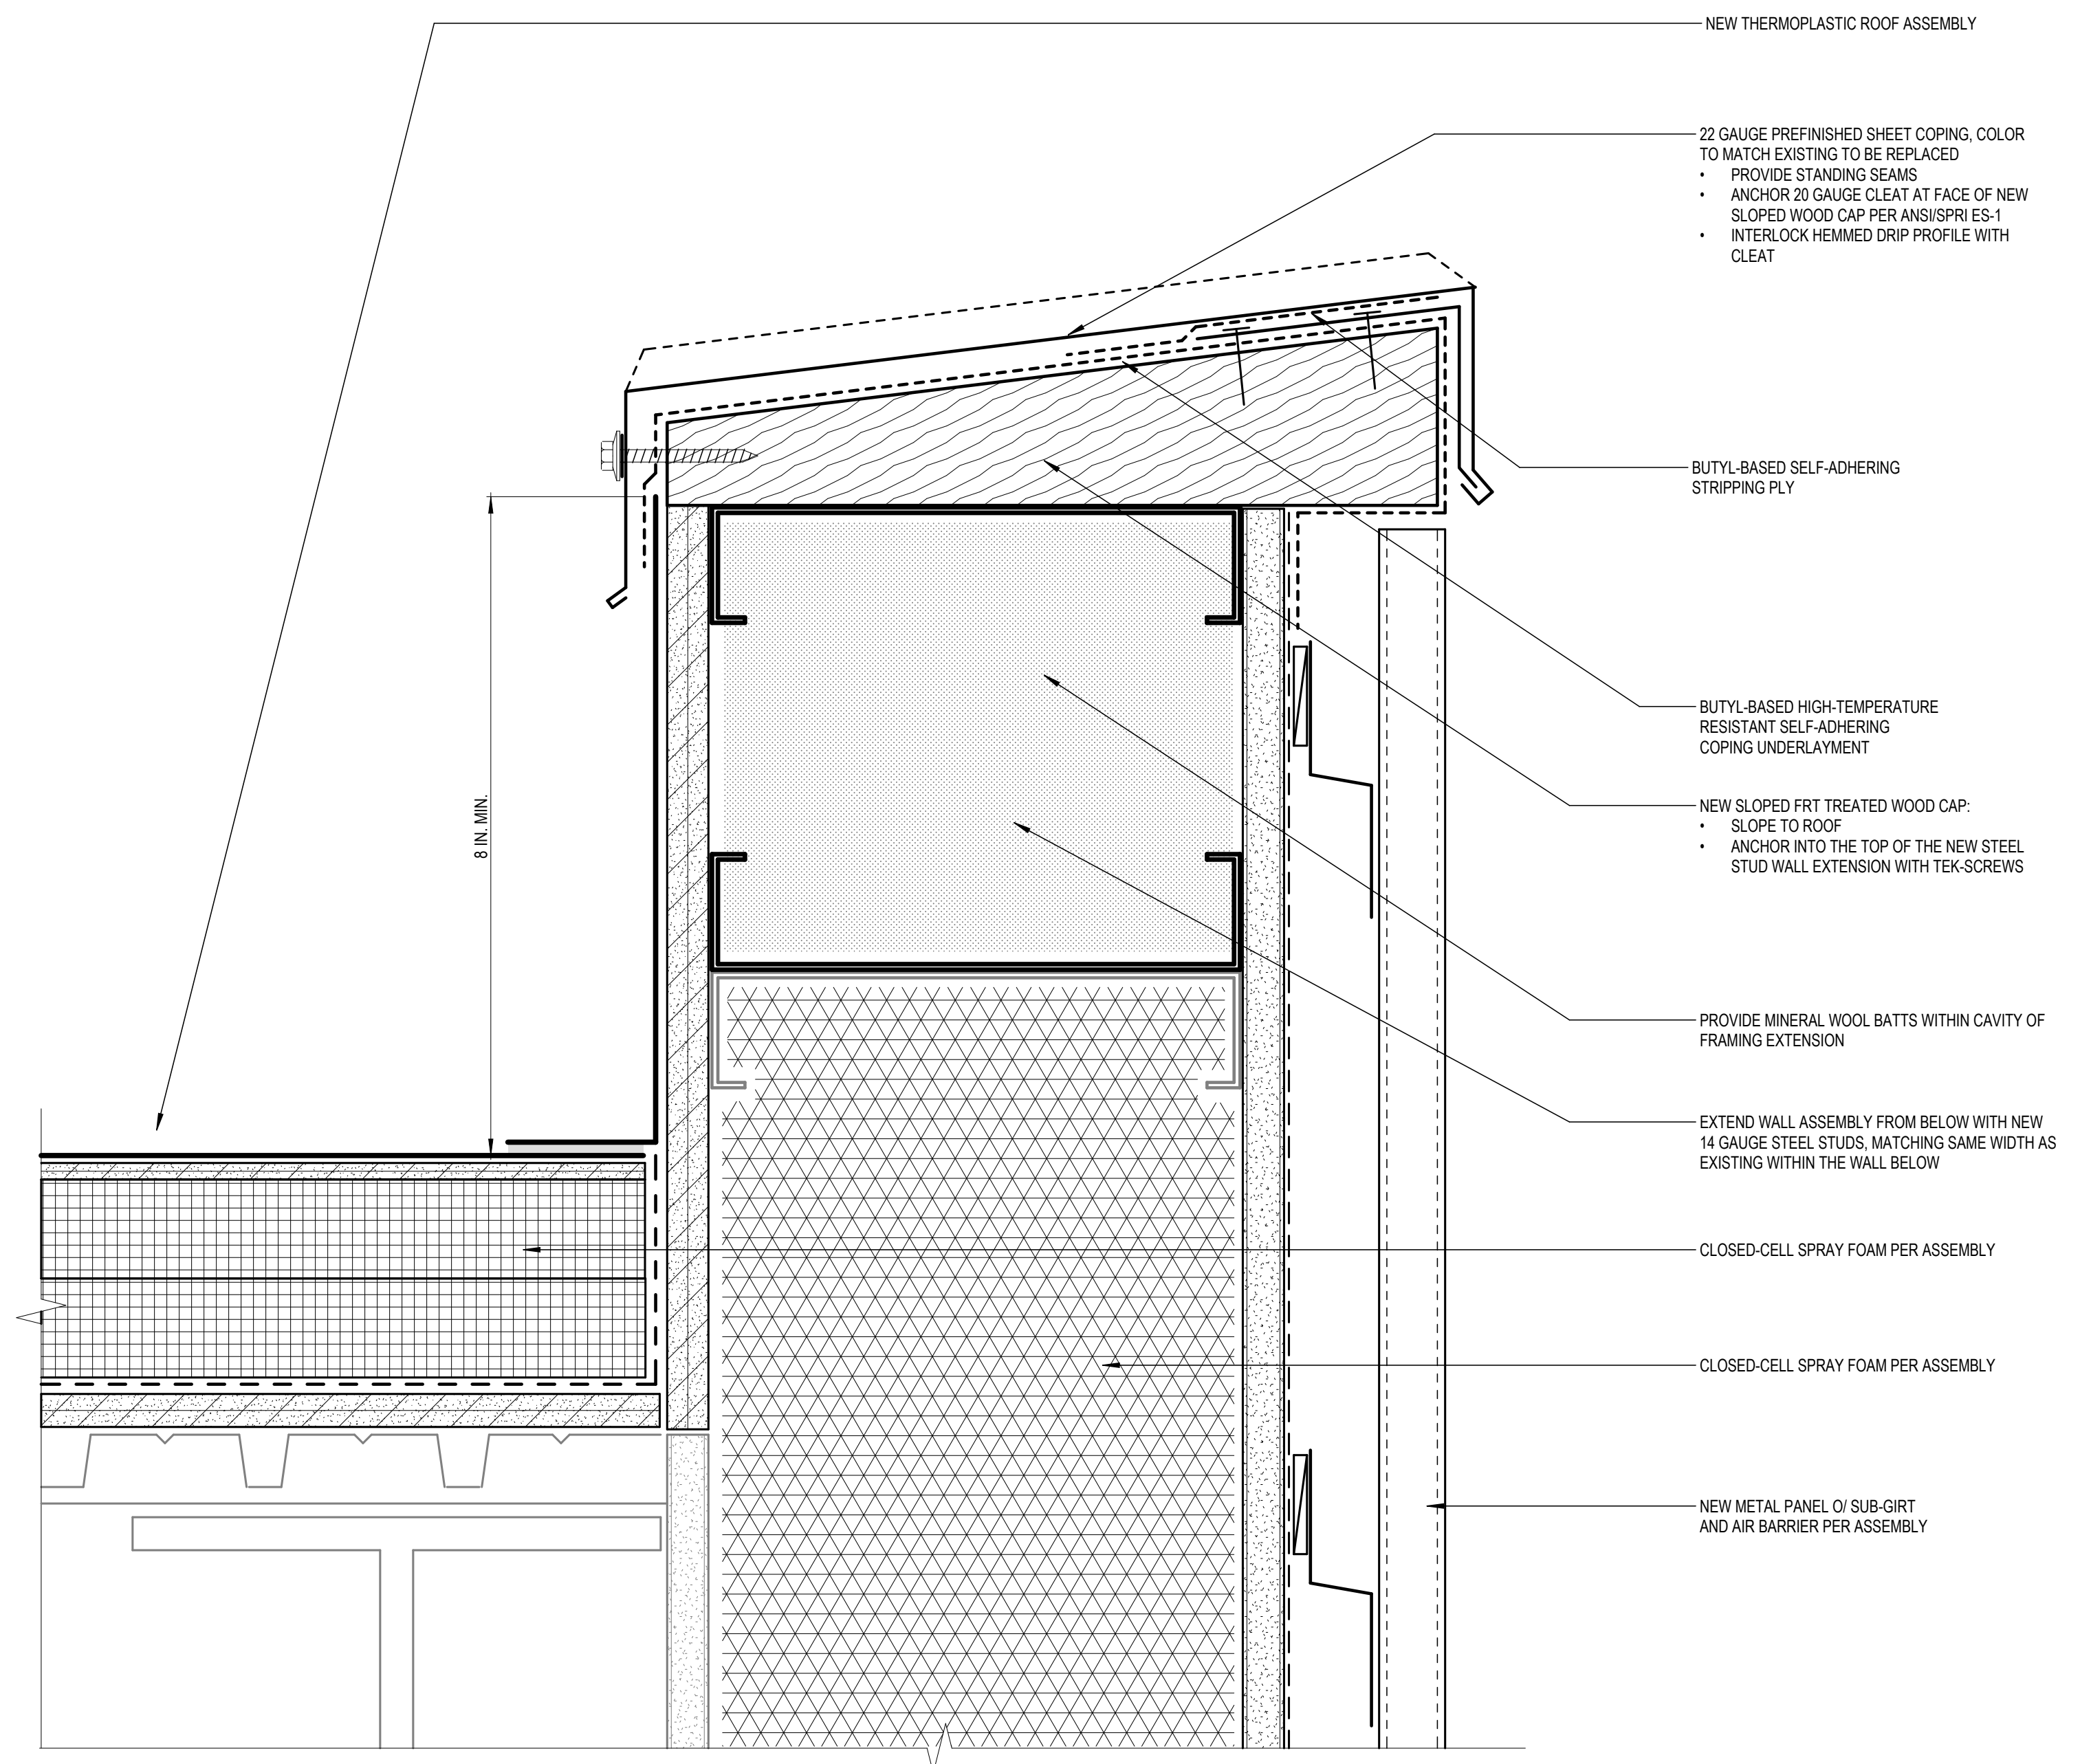 NEW THERMOPLASTIC ROOF ASSEMBLY
22 GAUGE PREFINISHED SHEET COPING, COLOR
TO MATCH EXISTING TO BE REPLACED
• PROVIDE STANDING SEAMS
• ANCHOR 20 GAUGE CLEAT AT FACE OF NEW
SLOPED WOOD CAP PER ANSI/SPRI ES-1
• INTERLOCK HEMMED DRIP PROFILE WITH
CLEAT
BUTYL-BASED SELF-ADHERING
STRIPPING PLY
BUTYL-BASED HIGH-TEMPERATURE
RESISTANT SELF-ADHERING
COPING UNDERLAYMENT
8 IN. MIN.
NEW SLOPED FRT TREATED WOOD CAP:
• SLOPE TO ROOF
• ANCHOR INTO THE TOP OF THE NEW STEEL
STUD WALL EXTENSION WITH TEK-SCREWS
PROVIDE MINERAL WOOL BATTS WITHIN CAVITY OF
FRAMING EXTENSION
EXTEND WALL ASSEMBLY FROM BELOW WITH NEW
14 GAUGE STEEL STUDS, MATCHING SAME WIDTH AS
EXISTING WITHIN THE WALL BELOW
CLOSED-CELL SPRAY FOAM PER ASSEMBLY
CLOSED-CELL SPRAY FOAM PER ASSEMBLY
NEW METAL PANEL O/ SUB-GIRT
AND AIR BARRIER PER ASSEMBLY